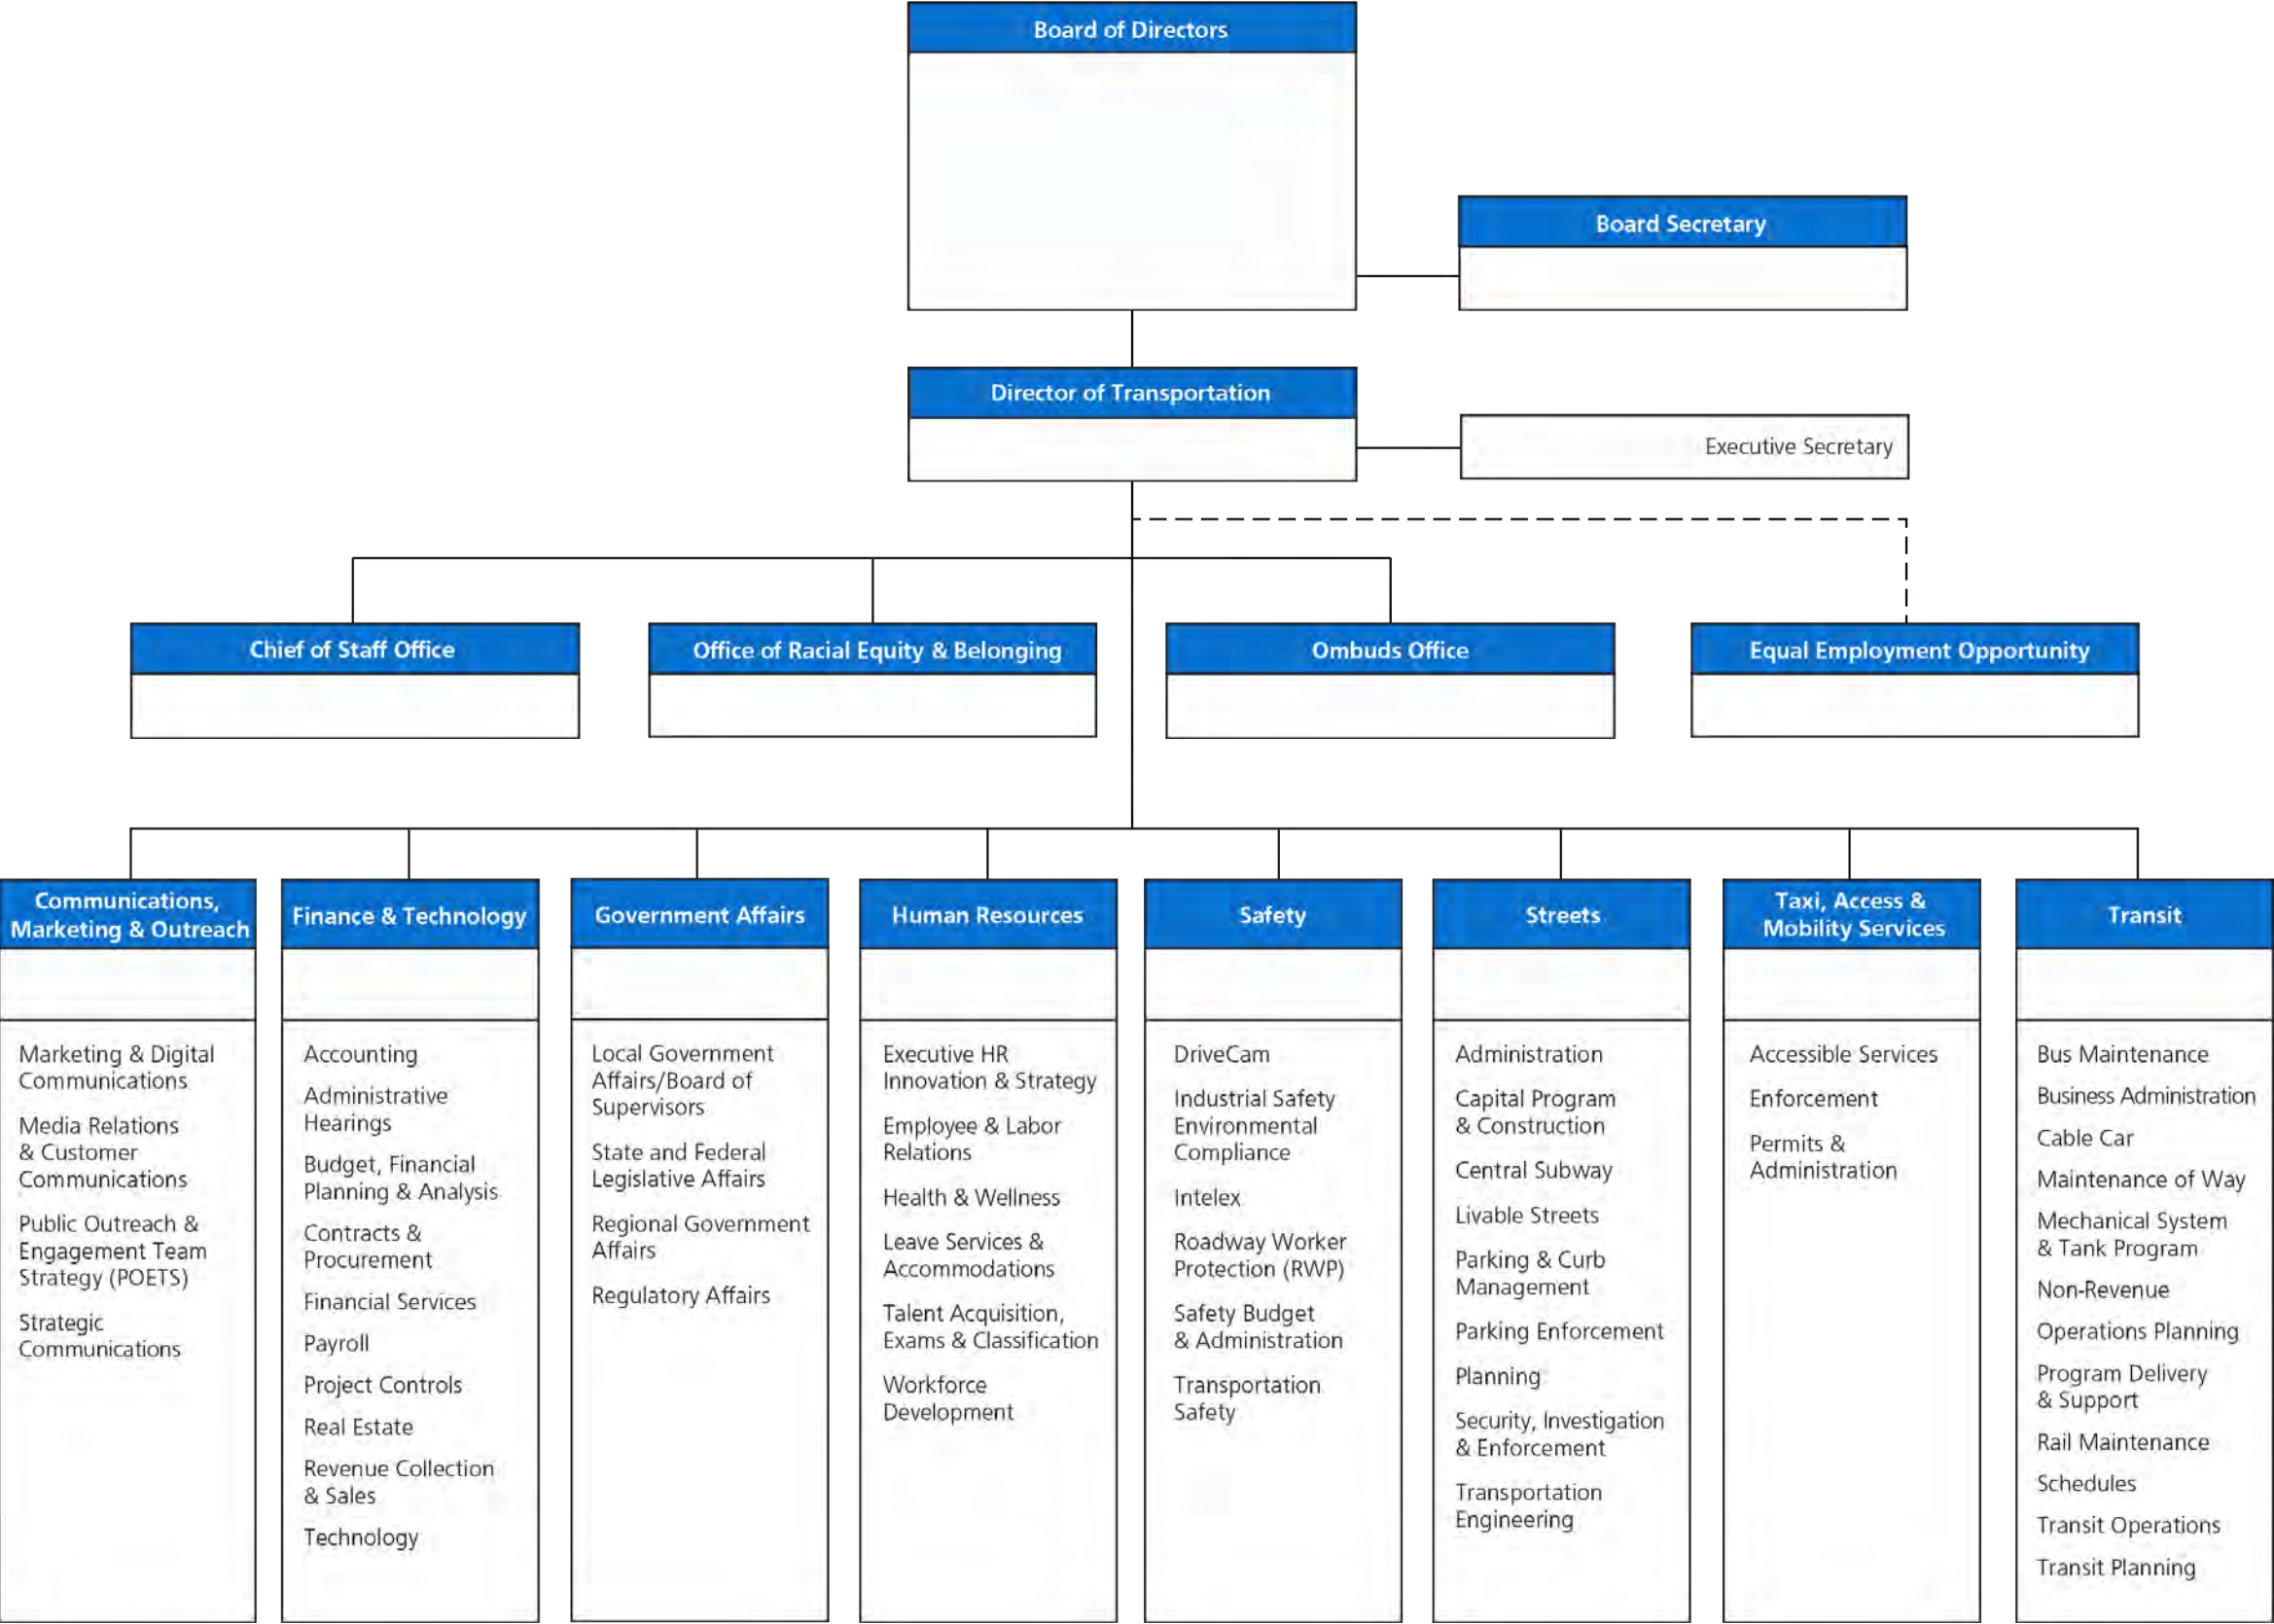 Board of Directors
Board Secretary
Director of Transportation
Executive Secretary
Chief of Staff Office
Office of Racial Equity & Belonging
Ombuds Office
Equal Employment Opportunity
Communications,
Marketing & Outreach
Marketing & Digital
Communications
Media Relations
& Customer
Communications
Public Outreach &
Engagement Team
Strategy (POETS)
Strategic
Communications
Finance & Technology
Accounting
Administrative
Hearings
Budget, Financial
Planning & Analysis
Contracts &
Procurement
Financial Services
Payroll
Project Controls
Real Estate
Revenue Collection
& Sales
Technology
Government Affairs
Local Government
Affairs/Board of
Supervisors
State and Federal
Legislative Affairs
Regional Government
Affairs
Regulatory Affairs
Human Resources
Executive HR
Innovation & Strategy
Employee & Labor
Relations
Health & Wellness
Leave Services &
Accommodations
Talent Acquisition,
Exams & Classification
Workforce
Development
Safety
DriveCam
Industrial Safety
Environmental
Compliance
Intelex
Roadway Worker
Protection (RWP)
Safety Budget
& Administration
Transportation
Safety
Streets
Administration
Capital Program
& Construction
Central Subway
Livable Streets
Parking & Curb
Management
Parking Enforcement
Planning
Security, Investigation
& Enforcement
Transportation
Engineering
Taxi, Access &
Mobility Services
Accessible Services
Enforcement
Permits &
Administration
Transit
Bus Maintenance
Business Administration
Cable Car
Maintenance of Way
Mechanical System
& Tank Program
Non-Revenue
Operations Planning
Program Delivery
& Support
Rail Maintenance
Schedules
Transit Operations
Transit Planning